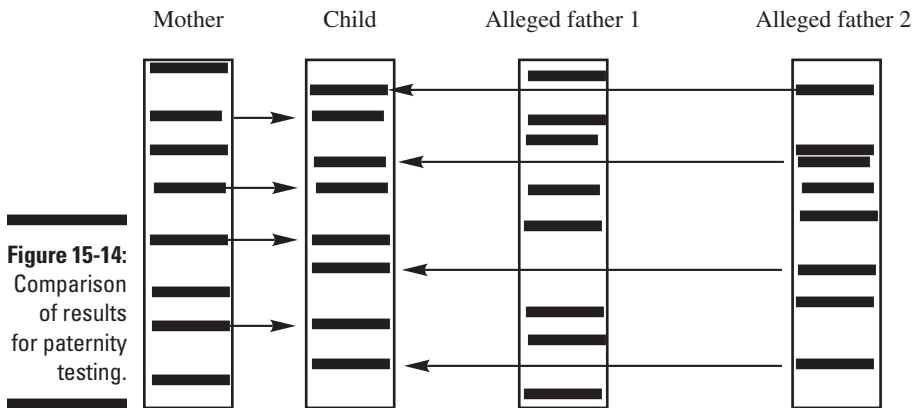 Mother Child Alleged father 1 Alleged father 2
Figure 15-14:
Comparison
of results
for paternity
testing.